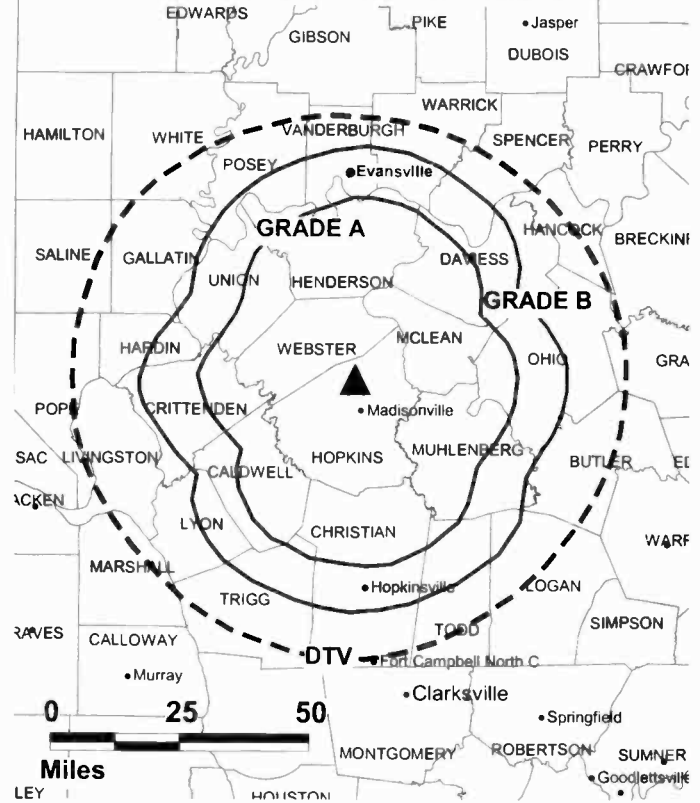 EDWARDS
GIBSON
PIKE
Jasper
DUBOIS
CRAWFOR
WARRICK
HAMILTON
WHITE
VANDERBURGH
SPENCER
PERRY
POSEY
Evansville
GRADE A
HANCOCK
BRECKINR
SALINE
GALLATIN
DAVIESS
UNION
HENDERSON
GRADE B
MCLEAN
HARDIN
WEBSTER
OHIO
GRA
POPE
CRITTENDEN
Madisonville
SAC
LIVINGSTON
HOPKINS
MUHLENBERG
BUTLER
ED
CALDWELL
ACKEN
LYON
CHRISTIAN
WARR
MARSHALL
Hopkinsville
LOGAN
TRIGG
SIMPSON
RAVES
CALLOWAY
TODD
DTV
Fort Campbell North C
Murray
Clarksville
0 25 50
Springfield
MONTGOMERY
ROBERTSON
SUMNER
Miles
Goodlettsville
LEY
HOUSTON